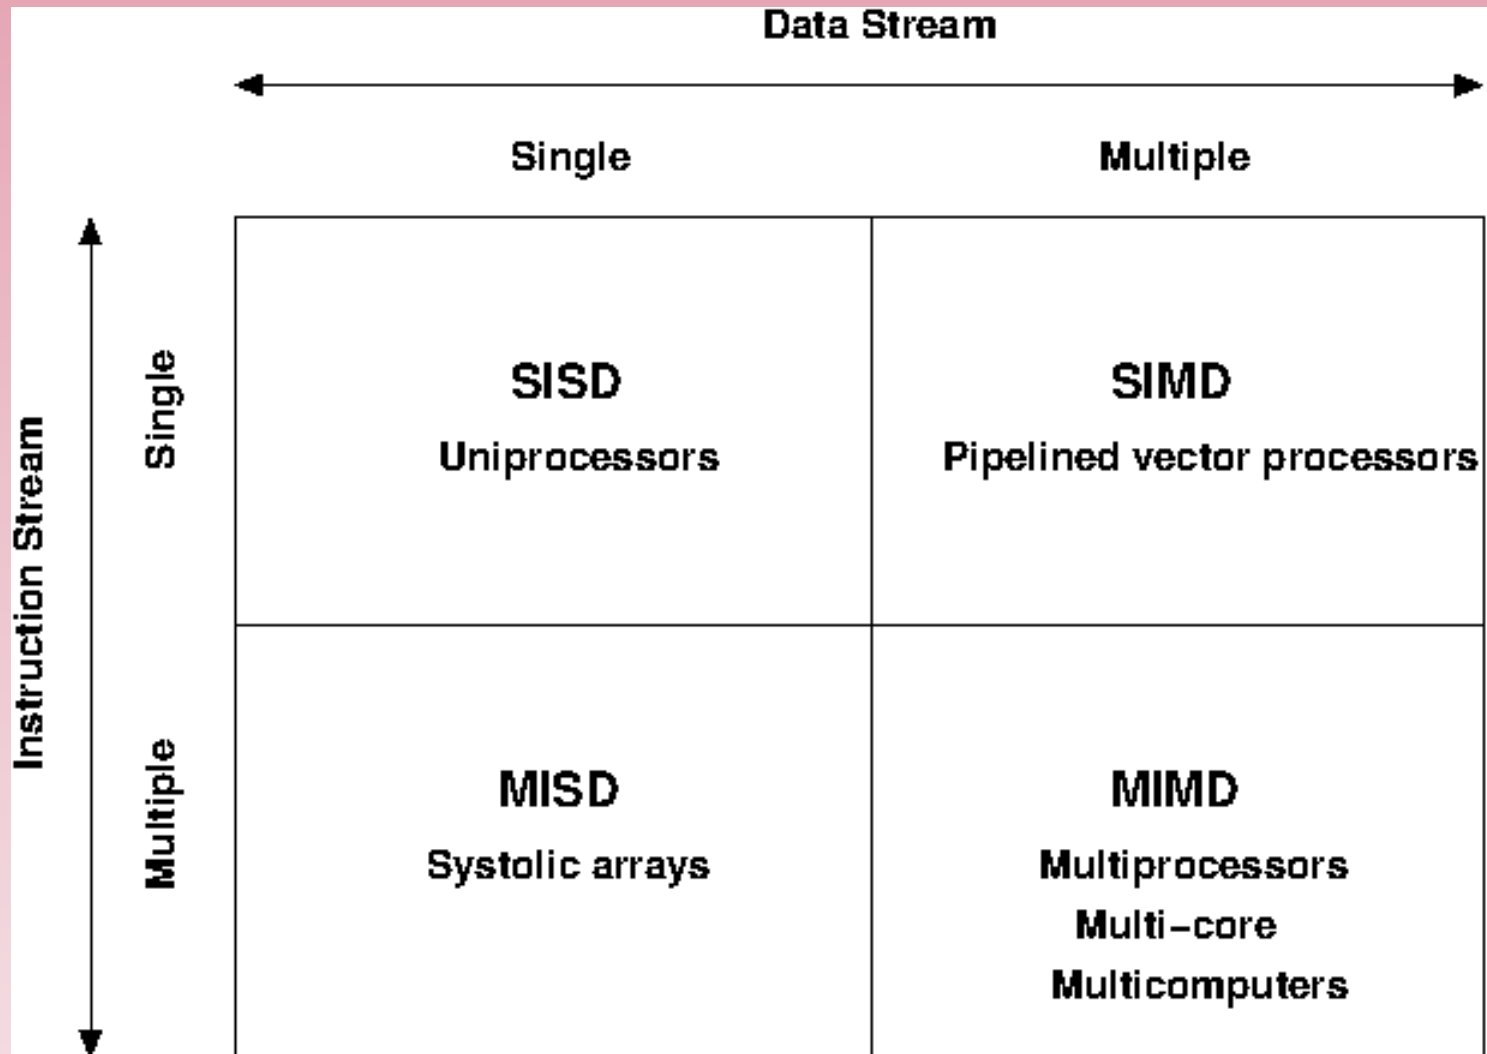 Data Stream
Single
Multiple
Instruction Stream
Single
SISD
Uniprocessors
SIMD
Pipelined vector processors
Multiple
MISD
Systolic arrays
MIMD
Multiprocessors
Multi-core
Multicomputers